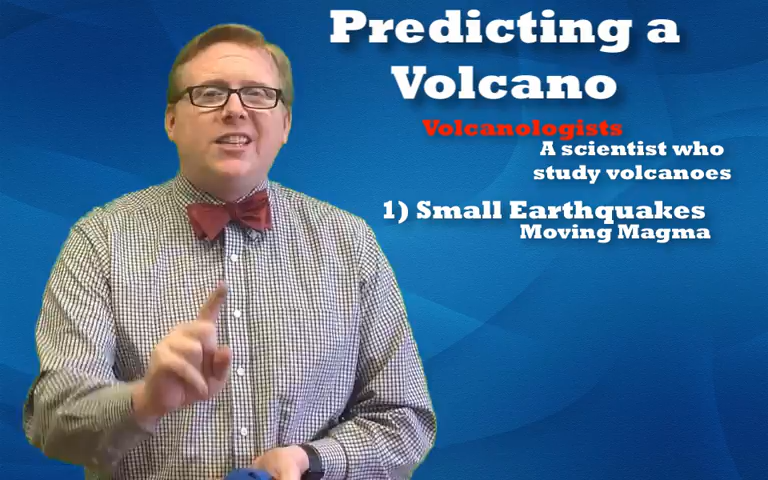 Predicting a
Volcano
Volcanologists
A scientist who
study volcanoes
1) Small Earthquakes
Moving Magma